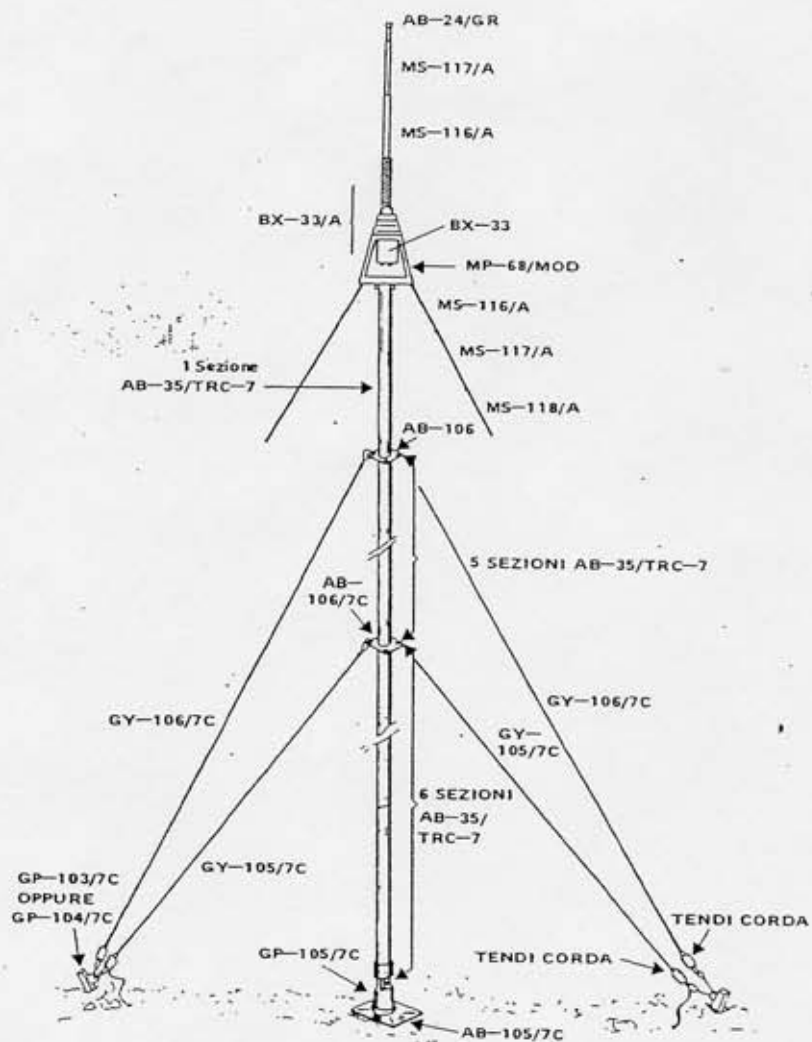 AB-24/GR
MS-117/A
MS-116/A
BX-33/A
BX-33
MP-68/MOD
MS-116/A
MS-117/A
1 Sezione
AB-35/TRC-7
MS-118/A
AB-106
5 SEZIONI AB-35/TRC-7
AB-
106/7C
GY-106/7C
GY-106/7C
GY-
105/7C
6 SEZIONI
AB-35/
TRC-7
GY-105/7C
GP-103/7C
OPPURE
GP-104/7C
TENDI CORDA
GP-105/7C
TENDI CORDA
AB-105/7C